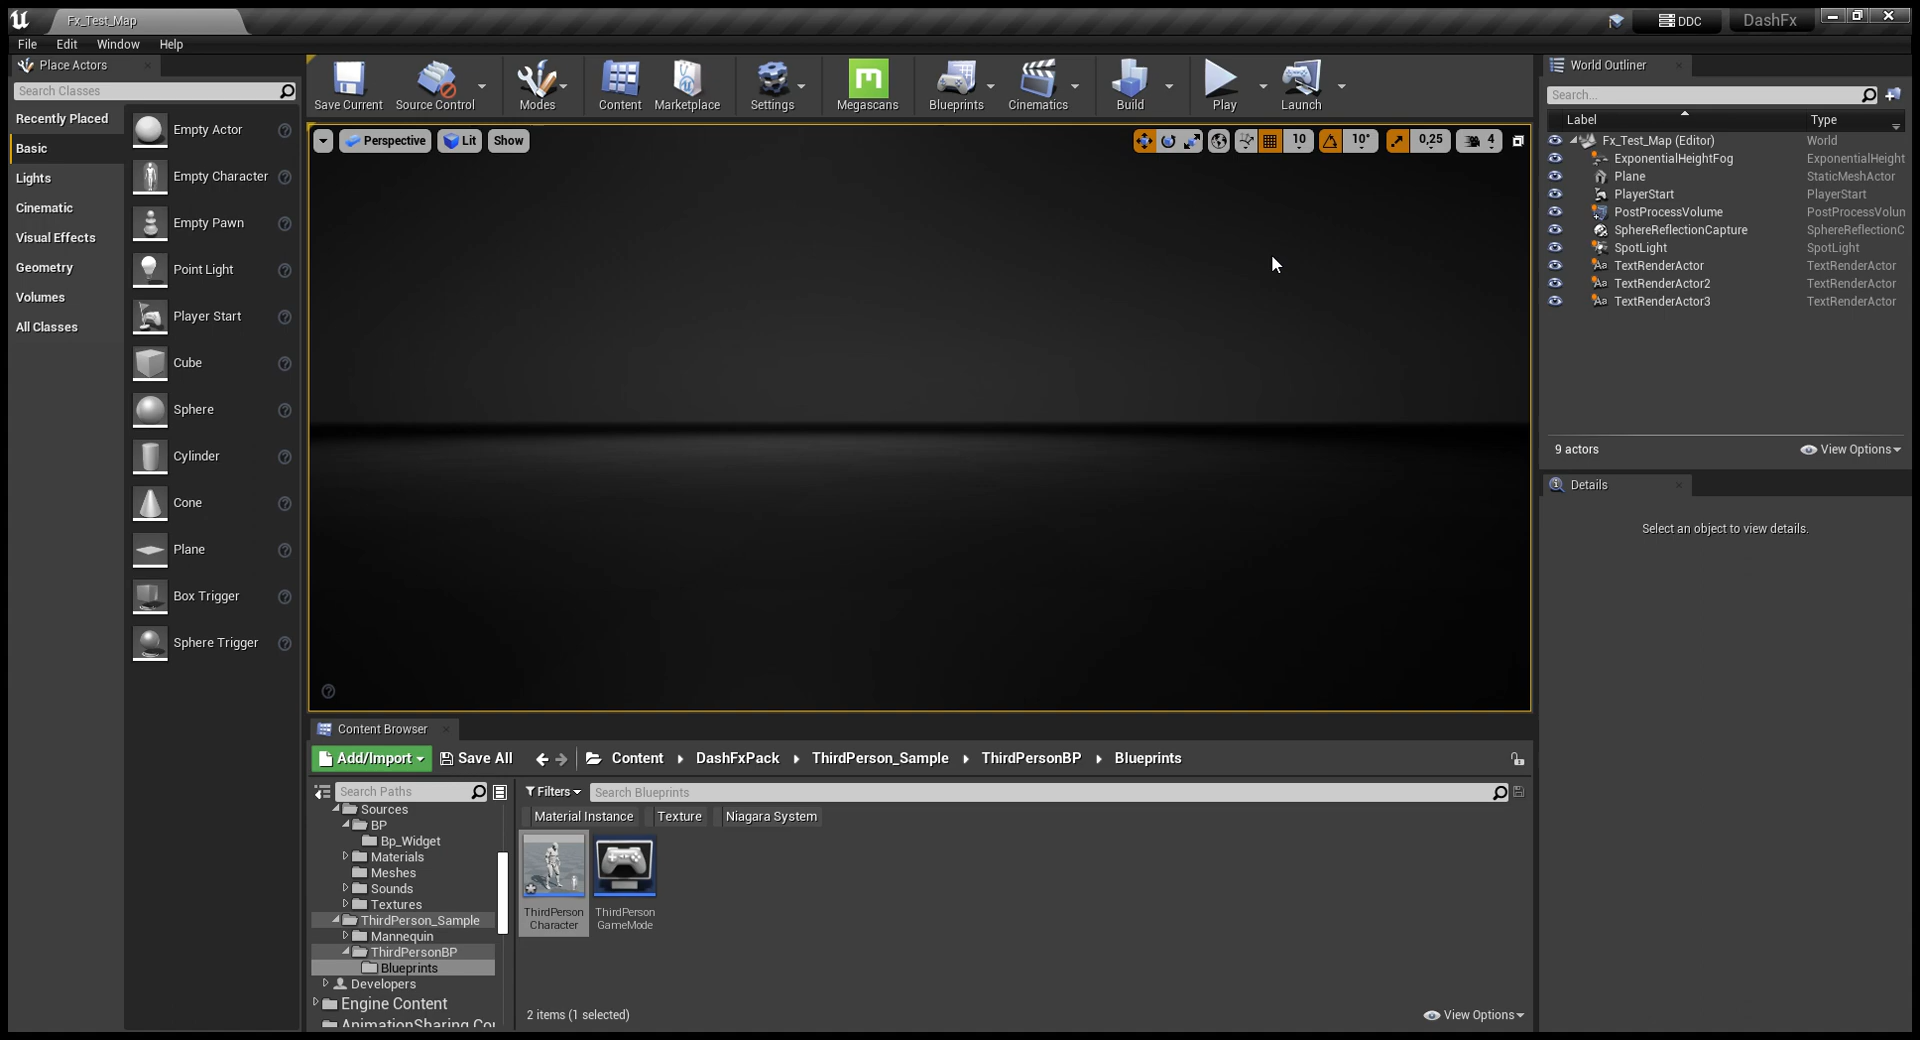 Fx_Test_Map
DDC
DashFx
File Edit Window Help
Place Actors
Search Classes
Recently Placed
Basic
Lights
Cinematic
Visual Effects
Geometry
Volumes
All Classes
Empty Actor
Empty Character
Empty Pawn
Point Light
Player Start
Cube
Sphere
Cylinder
Cone
Plane
Box Trigger
Sphere Trigger
Save Current Source Control Modes Content Marketplace Settings Megascans Blueprints Cinematics Build Play Launch
Perspective Lit Show
10 10° 0,25 4
World Outliner
Search...
Label Type
Fx_Test_Map (Editor) World
ExponentialHeightFog ExponentialHeight
Plane StaticMeshActor
PlayerStart PlayerStart
PostProcessVolume PostProcessVolun
SphereReflectionCapture SphereReflectionC
SpotLight SpotLight
TextRenderActor TextRenderActor
TextRenderActor2 TextRenderActor
TextRenderActor3 TextRenderActor
9 actors View Options
Details
Select an object to view details.
Content Browser
Add/Import Save All Content DashFxPack ThirdPerson_Sample ThirdPersonBP Blueprints
Search Paths
Sources
BP
Bp_Widget
Materials
Meshes
Sounds
Textures
ThirdPerson_Sample
Mannequin
ThirdPersonBP
Blueprints
Developers
Engine Content
AnimationSharing Co
Filters Search Blueprints
Material Instance Texture Niagara System
ThirdPerson
Character
ThirdPerson
GameMode
2 items (1 selected) View Options